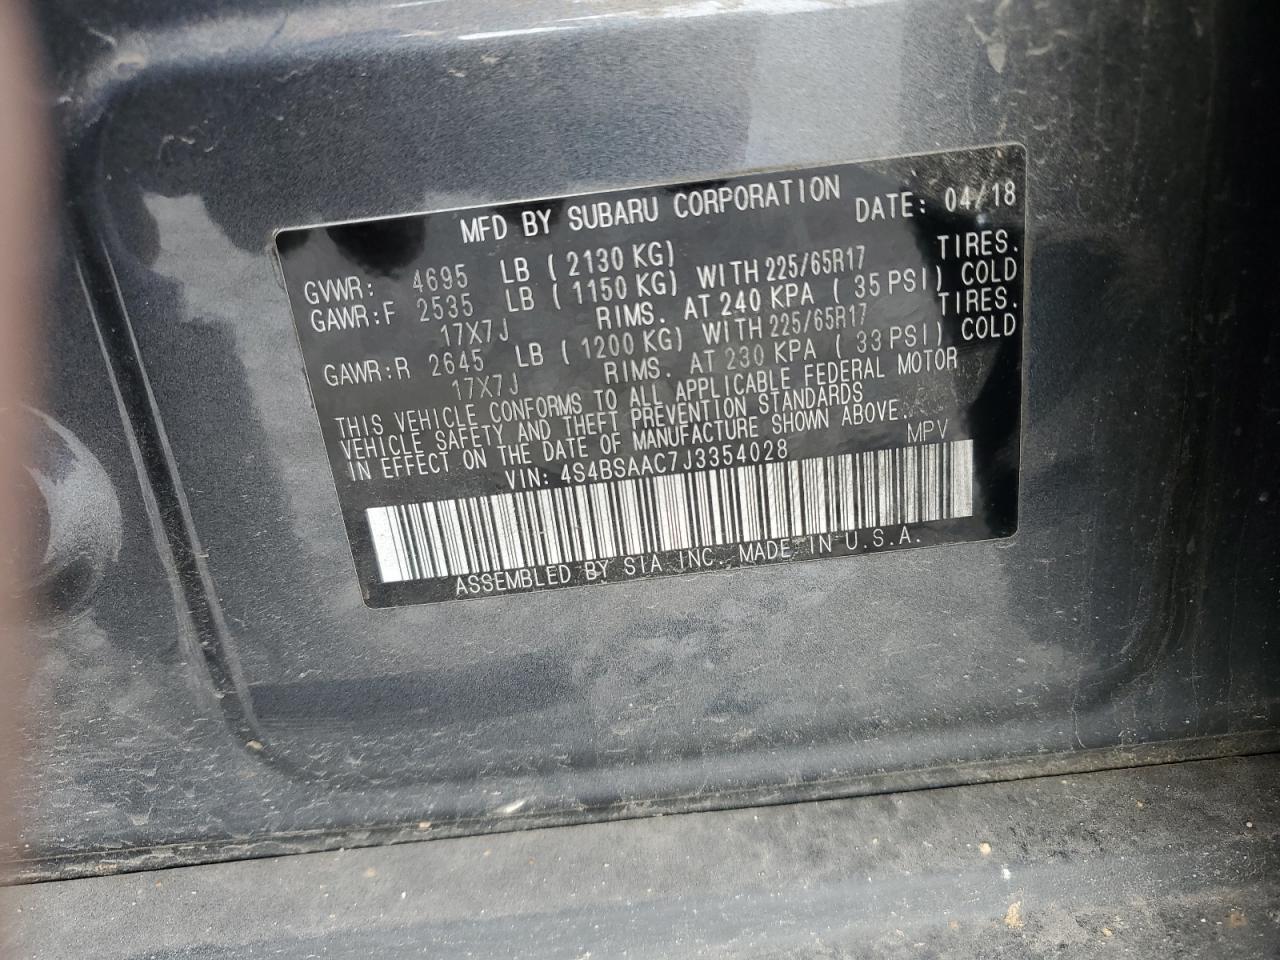 MFD BY SUBARU CORPORATION DATE: 04/18
GVWR: 4695 LB ( 2130 KG)
GAWR:F 2535 LB ( 1150 KG) WITH 225/65R17 TIRES.
17X7J RIMS. AT 240 KPA ( 35 PSI) COLD
GAWR:R 2645 LB ( 1200 KG) WITH 225/65R17 TIRES.
17X7J RIMS. AT 230 KPA ( 33 PSI) COLD
THIS VEHICLE CONFORMS TO ALL APPLICABLE FEDERAL MOTOR
VEHICLE SAFETY AND THEFT PREVENTION STANDARDS
IN EFFECT ON THE DATE OF MANUFACTURE SHOWN ABOVE.
VIN: 4S4BSAAC7J3354028 MPV
ASSEMBLED BY SIA INC. MADE IN U.S.A.